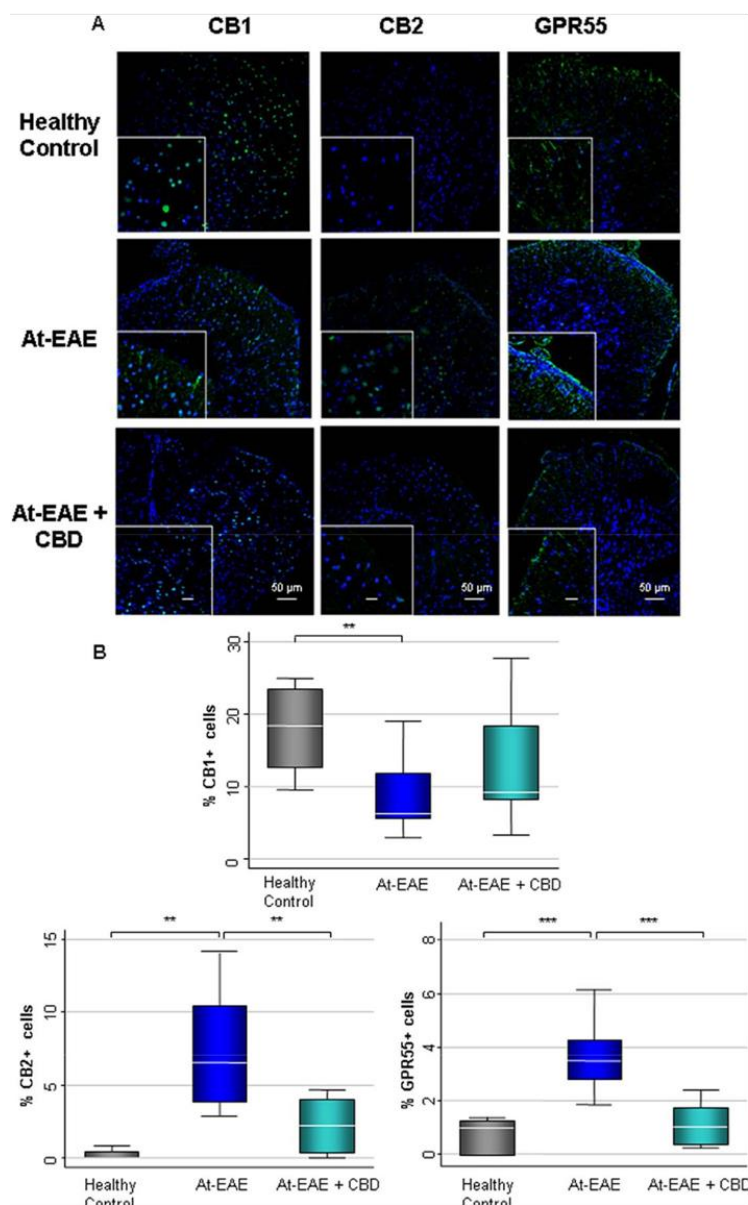 A
CB1 CB2 GPR55
Healthy
Control
At-EAE
At-EAE +
CBD
50 µm 50 µm 50 µm
B
**
30
20
10
0
% CB1+ cells
Healthy
Control
At-EAE
At-EAE + CBD
** **
15
10
5
0
% CB2+ cells
Healthy
Control
At-EAE
At-EAE + CBD
*** ***
8
6
4
2
0
% GPR55+ cells
Healthy
Control
At-EAE
At-EAE + CBD